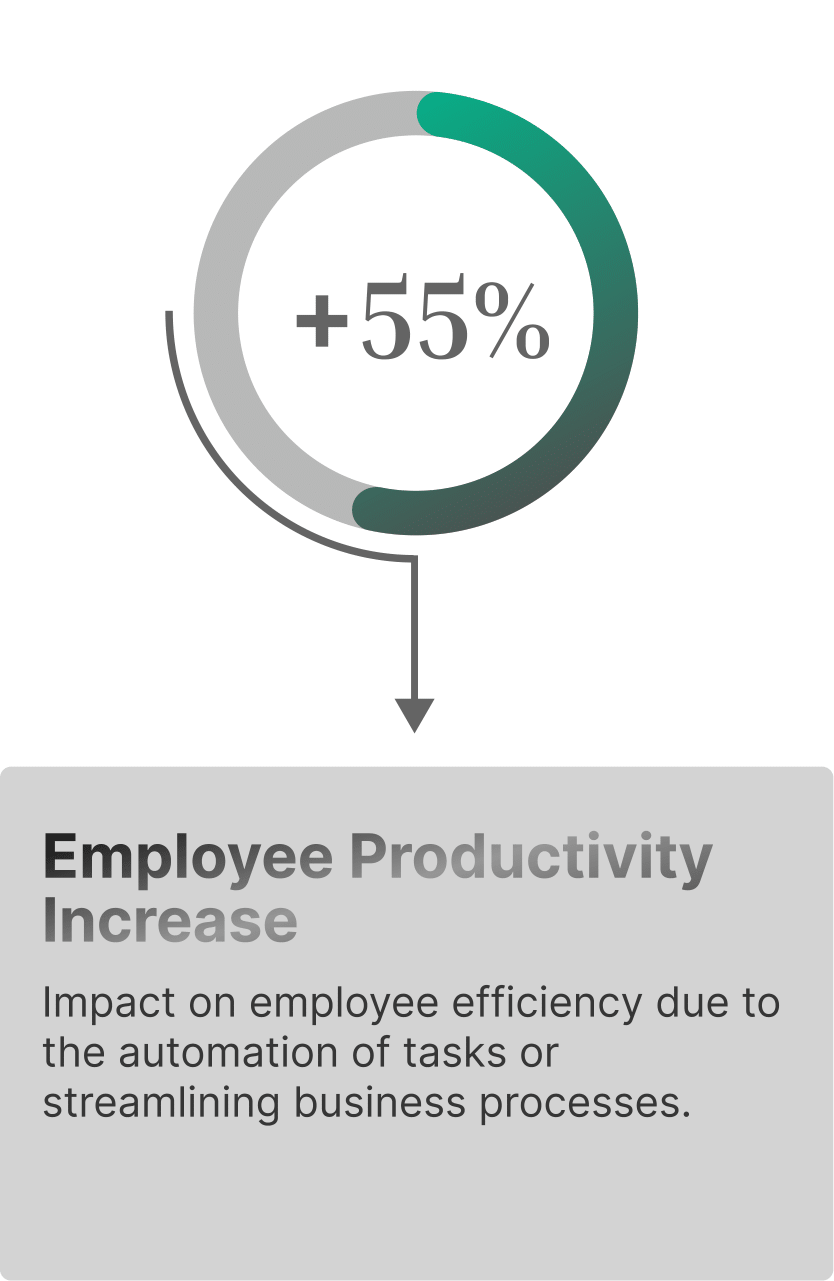 +55%
Employee Productivity
Increase
Impact on employee efficiency due to
the automation of tasks or
streamlining business processes.